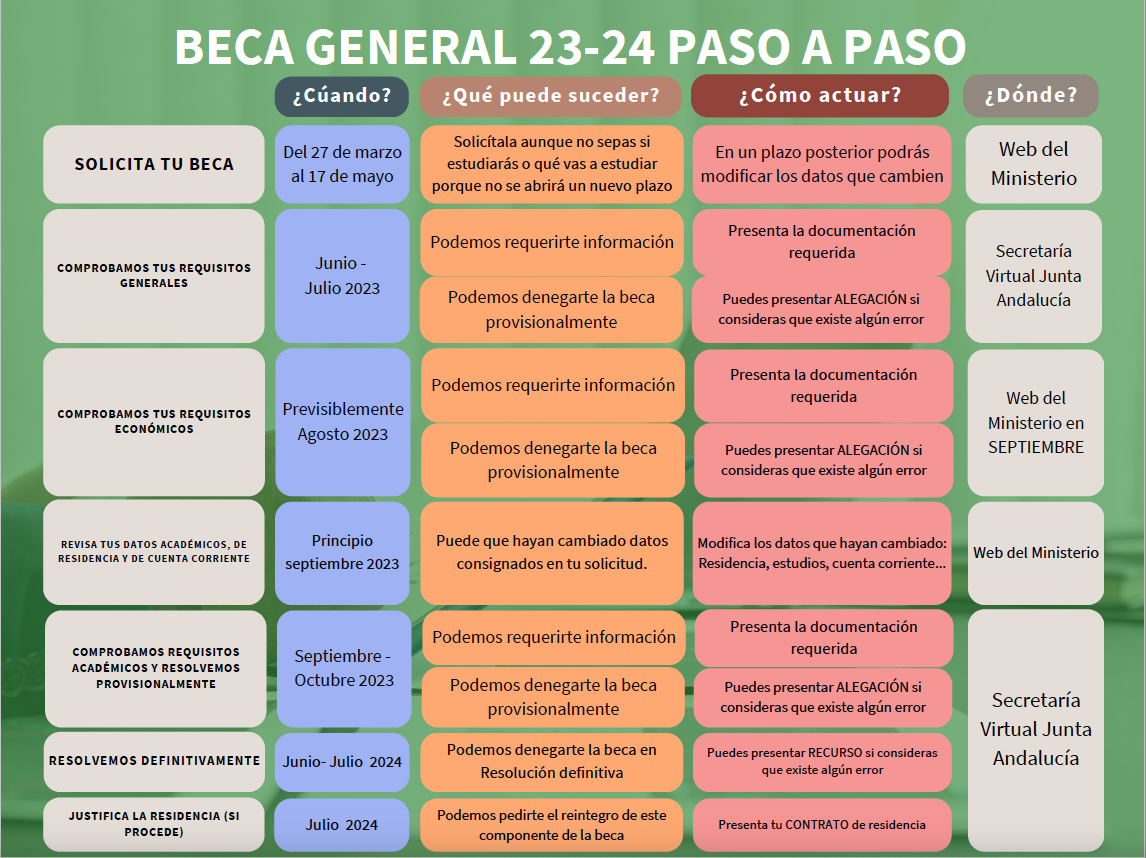 BECA GENERAL 23-24 PASO A PASO
¿Cúando?
¿Qué puede suceder?
¿Cómo actuar?
¿Dónde?
SOLICITA TU BECA
Del 27 de marzo
al 17 de mayo
Solicítala aunque no sepas si
estudiarás o qué vas a estudiar
porque no se abrirá un nuevo plazo
En un plazo posterior podrás
modificar los datos que cambien
Web del
Ministerio
COMPROBAMOS TUS REQUISITOS
GENERALES
Junio -
Julio 2023
Podemos requerirte información
Presenta la documentación
requerida
Podemos denegarte la beca
provisionalmente
Puedes presentar ALEGACIÓN si
consideras que existe algún error
Secretaría
Virtual Junta
Andalucía
COMPROBAMOS TUS REQUISITOS
ECONÓMICOS
Previsiblemente
Agosto 2023
Podemos requerirte información
Presenta la documentación
requerida
Podemos denegarte la beca
provisionalmente
Puedes presentar ALEGACIÓN si
consideras que existe algún error
Web del
Ministerio en
SEPTIEMBRE
REVISA TUS DATOS ACADÉMICOS, DE
RESIDENCIA Y DE CUENTA CORRIENTE
Principio
septiembre 2023
Puede que hayan cambiado datos
consignados en tu solicitud.
Modifica los datos que hayan cambiado:
Residencia, estudios, cuenta corriente...
Web del Ministerio
COMPROBAMOS REQUISITOS
ACADÉMICOS Y RESOLVEMOS
PROVISIONALMENTE
Septiembre -
Octubre 2023
Podemos requerirte información
Presenta la documentación
requerida
Podemos denegarte la beca
provisionalmente
Puedes presentar ALEGACIÓN si
consideras que existe algún error
Secretaría
Virtual Junta
Andalucía
RESOLVEMOS DEFINITIVAMENTE
Junio- Julio 2024
Podemos denegarte la beca en
Resolución definitiva
Puedes presentar RECURSO si consideras
que existe algún error
JUSTIFICA LA RESIDENCIA (SI
PROCEDE)
Julio 2024
Podemos pedirte el reintegro de este
componente de la beca
Presenta tu CONTRATO de residencia